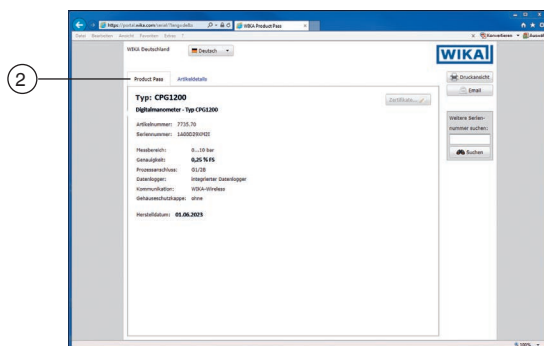 https://portal.wika.com/serial/?lang=de
WIKA Product Pass
Datei Bearbeiten Ansicht Favoriten Extras ?
Konvertieren
WIKA Deutschland
Deutsch
WIKA
2
Product Pass
Artikeldetails
Druckansicht
Email
Typ: CPG1200
Zertifikate...
Digitalmanometer - Typ CPG1200
Artikelnummer: 7735.70
Seriennummer:
Weitere Serien-
nummer suchen:
Suchen
Messbereich: 0...10 bar
Genauigkeit: 0,25 % FS
Prozessanschluss: G1/2B
Datenlogger: integrierter Datenlogger
Kommunikation: WIKA-Wireless
Gehäuseschutzkappe: ohne
Herstelldatum: 01.06.2023
100%